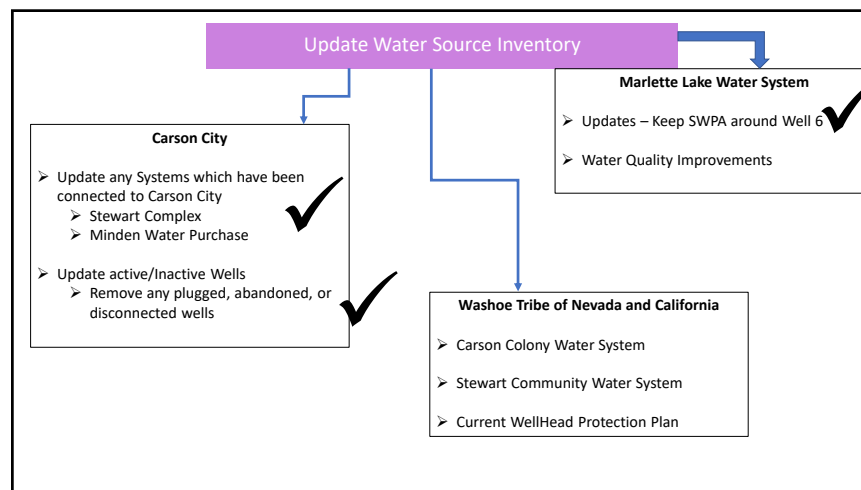 Update Water Source Inventory
Marlette Lake Water System
➢ Updates – Keep SWPA around Well 6
➢ Water Quality Improvements
Carson City
➢ Update any Systems which have been
connected to Carson City
➢ Stewart Complex
➢ Minden Water Purchase
➢ Update active/Inactive Wells
➢ Remove any plugged, abandoned, or
disconnected wells
Washoe Tribe of Nevada and California
➢ Carson Colony Water System
➢ Stewart Community Water System
➢ Current WellHead Protection Plan